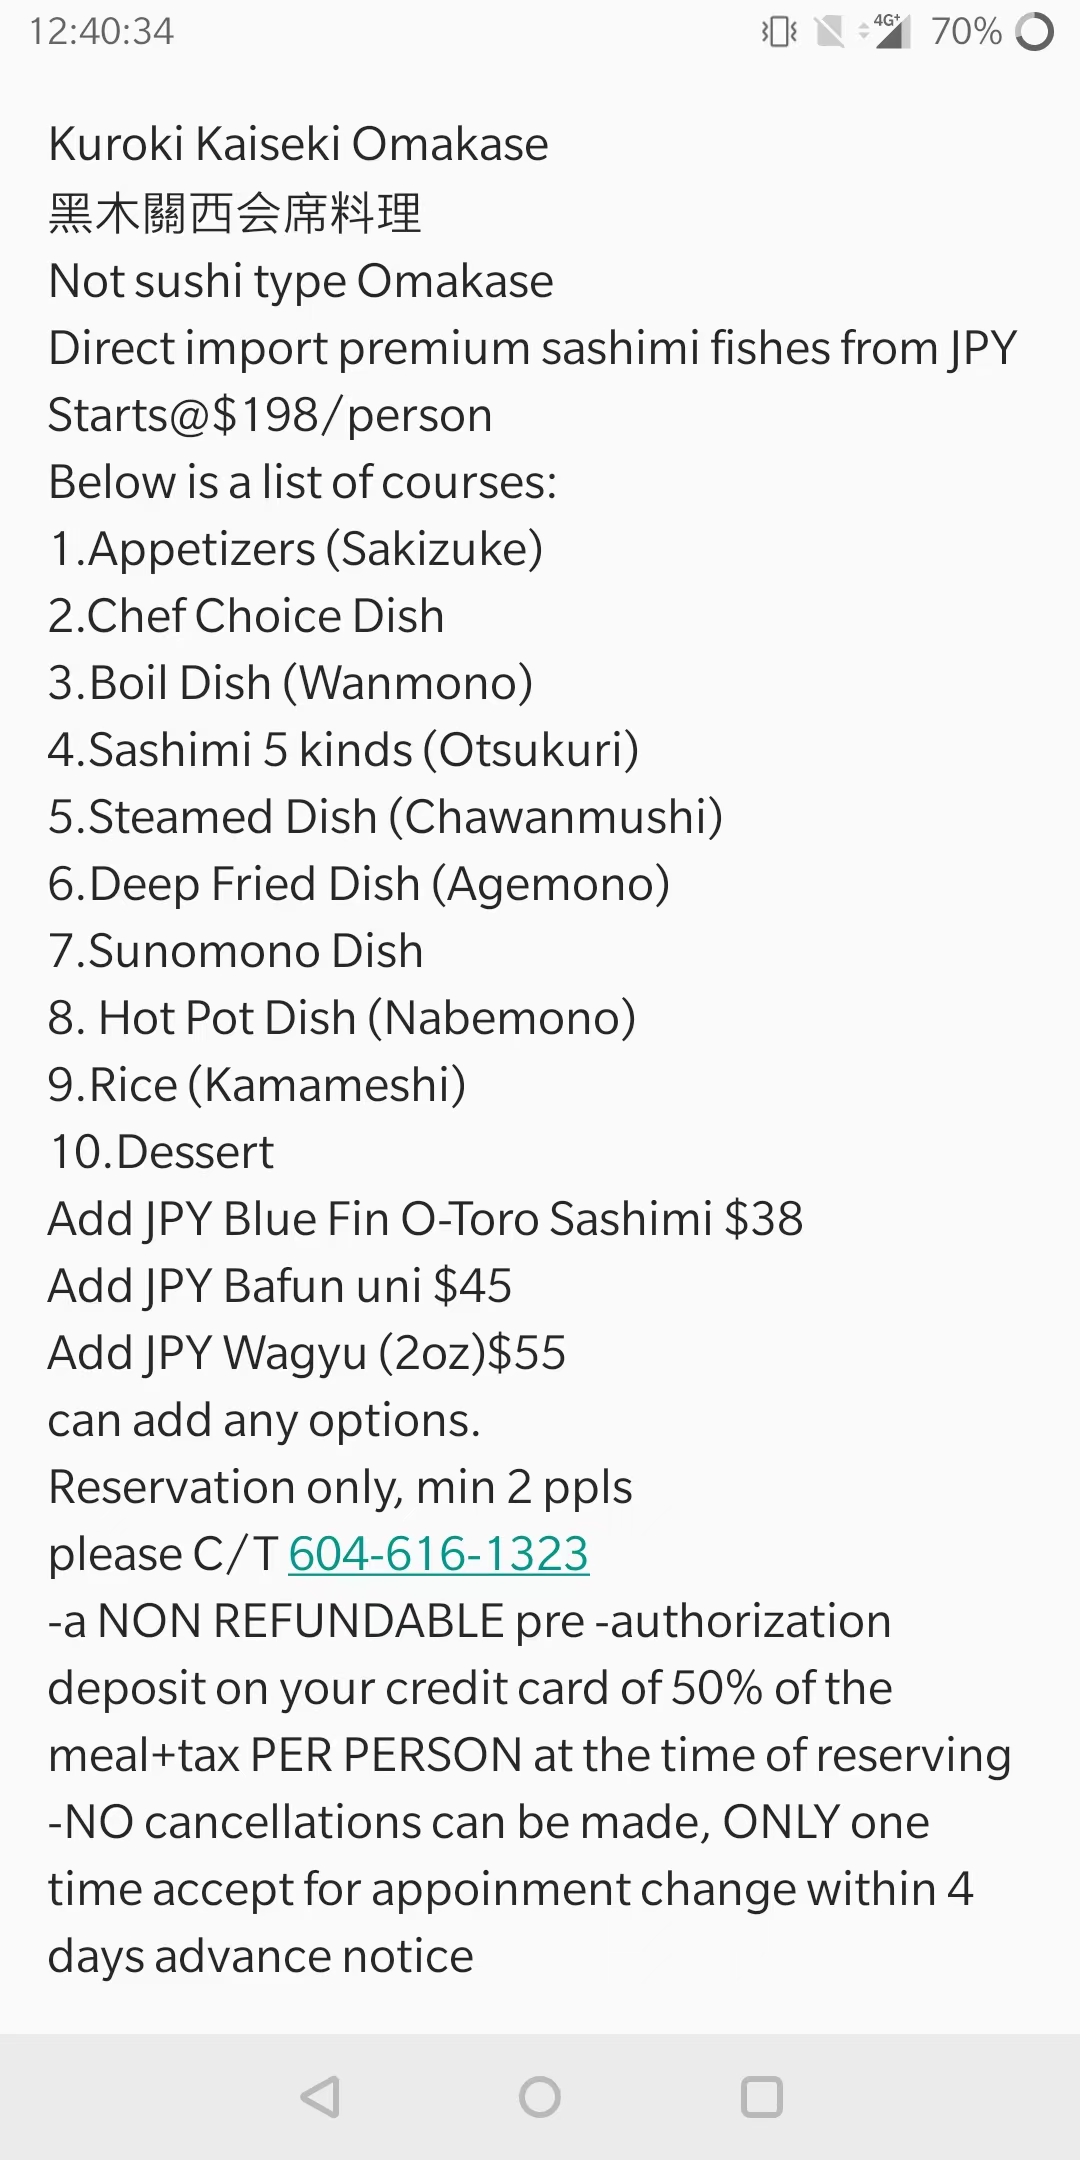 12:40:34
4G+
70%
Kuroki Kaiseki Omakase
黑木關西会席料理
Not sushi type Omakase
Direct import premium sashimi fishes from JPY
Starts@$198/person
Below is a list of courses:
1.Appetizers (Sakizuke)
2.Chef Choice Dish
3.Boil Dish (Wanmono)
4.Sashimi 5 kinds (Otsukuri)
5.Steamed Dish (Chawanmushi)
6.Deep Fried Dish (Agemono)
7.Sunomono Dish
8. Hot Pot Dish (Nabemono)
9.Rice (Kamameshi)
10.Dessert
Add JPY Blue Fin O-Toro Sashimi $38
Add JPY Bafun uni $45
Add JPY Wagyu (2oz)$55
can add any options.
Reservation only, min 2 ppls
please C/T 604-616-1323
-a NON REFUNDABLE pre -authorization
deposit on your credit card of 50% of the
meal+tax PER PERSON at the time of reserving
-NO cancellations can be made, ONLY one
time accept for appoinment change within 4
days advance notice